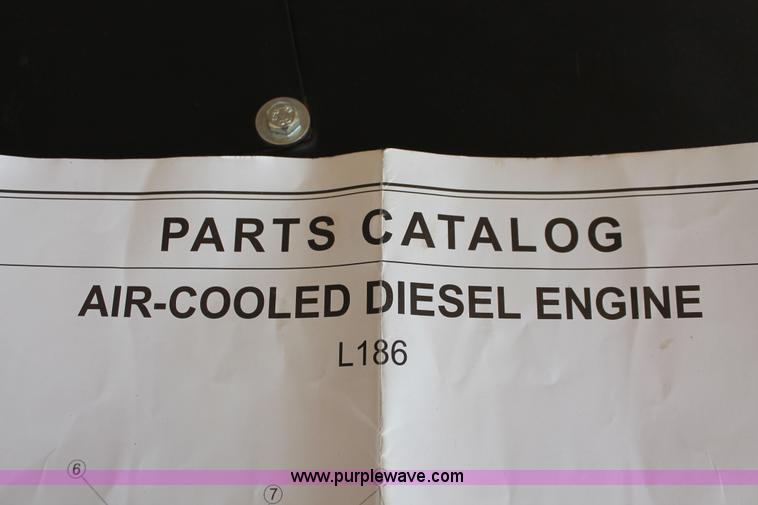 PARTS CATALOG
AIR-COOLED DIESEL ENGINE
L186
6
7
www.purplewave.com